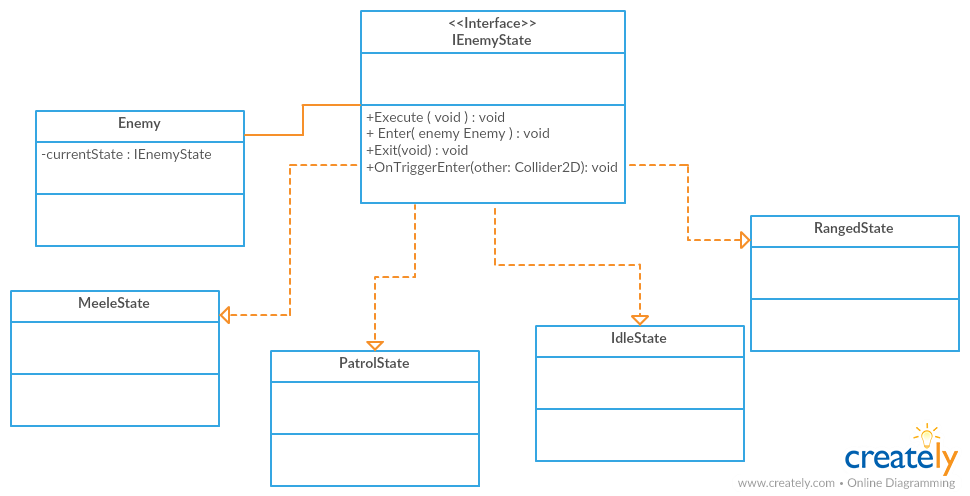 <<Interface>>
IEnemyState
+Execute ( void ) : void
+ Enter( enemy Enemy ) : void
+Exit(void) : void
+OnTriggerEnter(other: Collider2D): void
Enemy
-currentState : IEnemyState
RangedState
MeeleState
PatrolState
IdleState
creately
www.creately.com • Online Diagramming